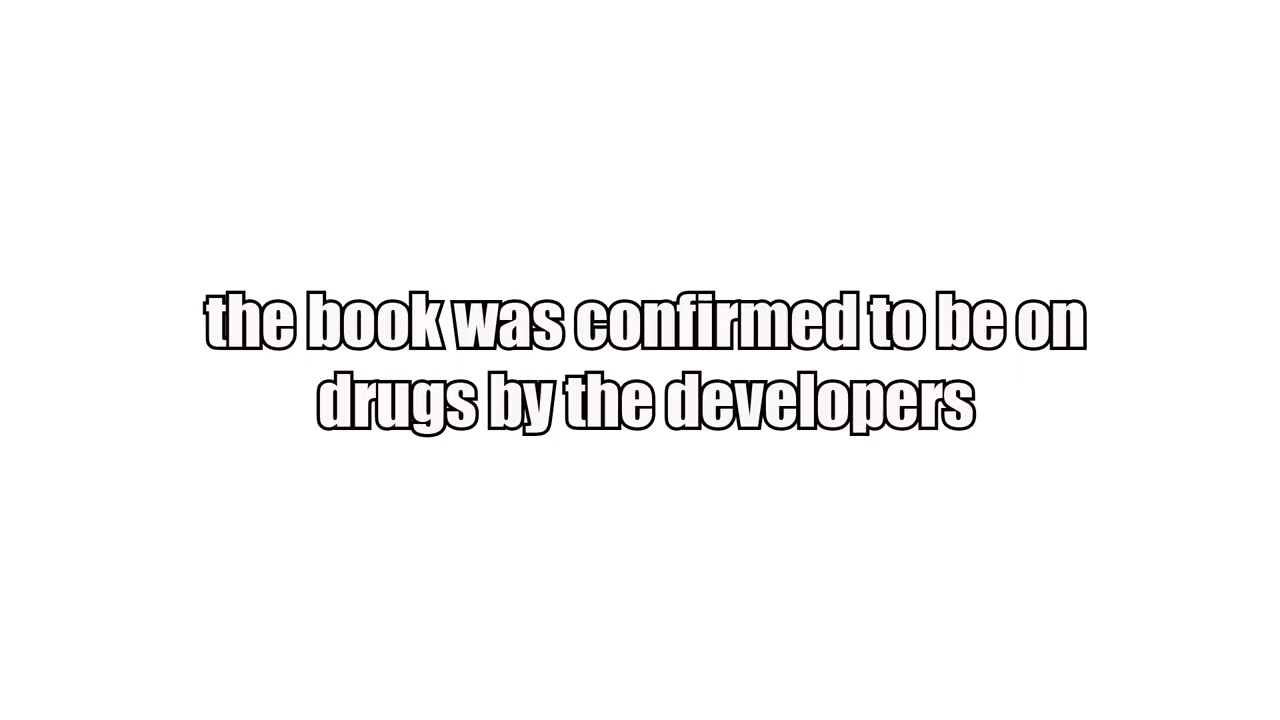 the book was confirmed to be on
drugs by the developers